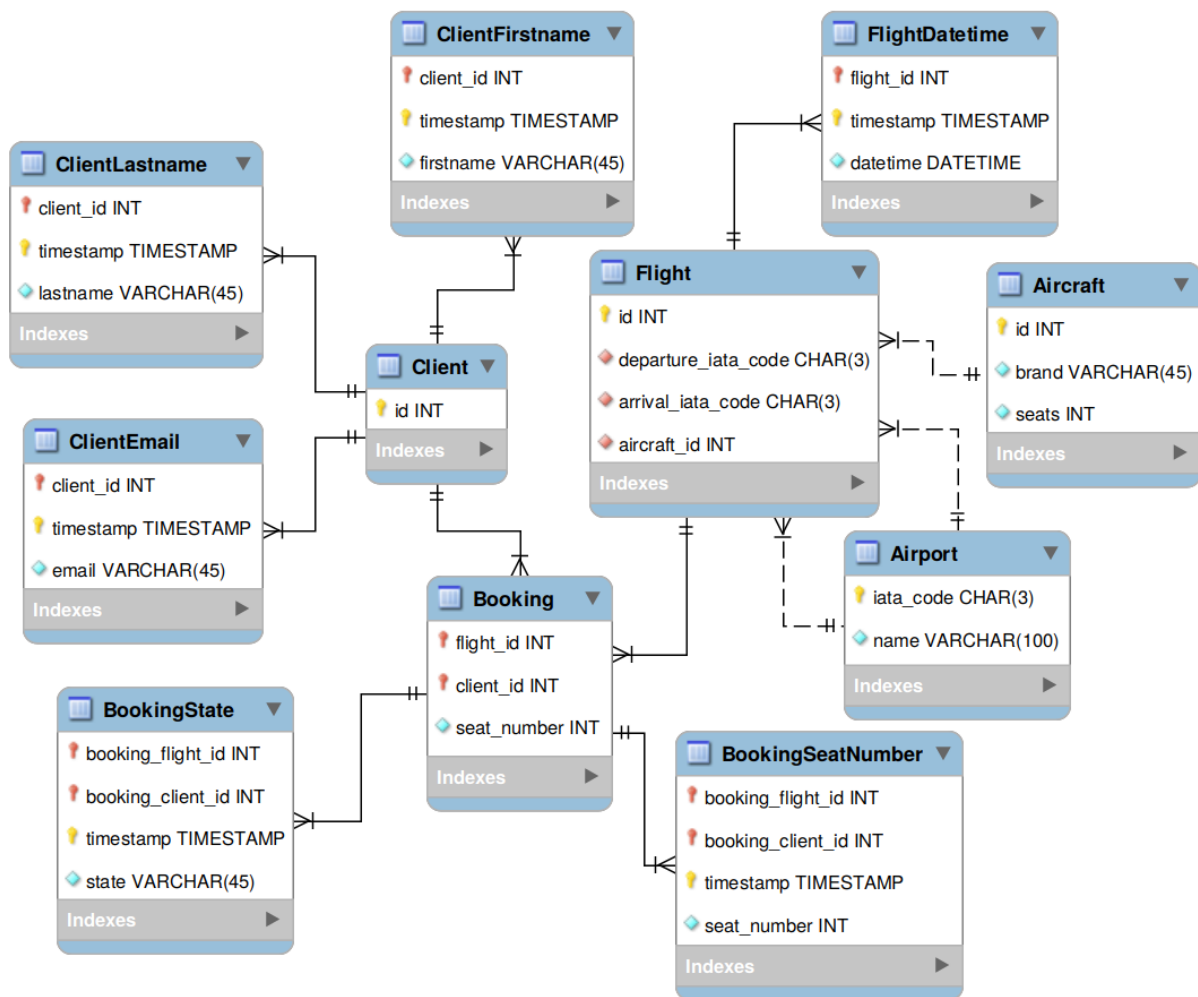 ClientFirstname
client_id INT
timestamp TIMESTAMP
firstname VARCHAR(45)
Indexes
FlightDatetime
flight_id INT
timestamp TIMESTAMP
datetime DATETIME
Indexes
ClientLastname
client_id INT
timestamp TIMESTAMP
lastname VARCHAR(45)
Indexes
Flight
id INT
departure_iata_code CHAR(3)
arrival_iata_code CHAR(3)
aircraft_id INT
Indexes
Aircraft
id INT
brand VARCHAR(45)
seats INT
Indexes
Client
id INT
Indexes
ClientEmail
client_id INT
timestamp TIMESTAMP
email VARCHAR(45)
Indexes
Airport
iata_code CHAR(3)
name VARCHAR(100)
Indexes
Booking
flight_id INT
client_id INT
seat_number INT
Indexes
BookingState
booking_flight_id INT
booking_client_id INT
timestamp TIMESTAMP
state VARCHAR(45)
Indexes
BookingSeatNumber
booking_flight_id INT
booking_client_id INT
timestamp TIMESTAMP
seat_number INT
Indexes